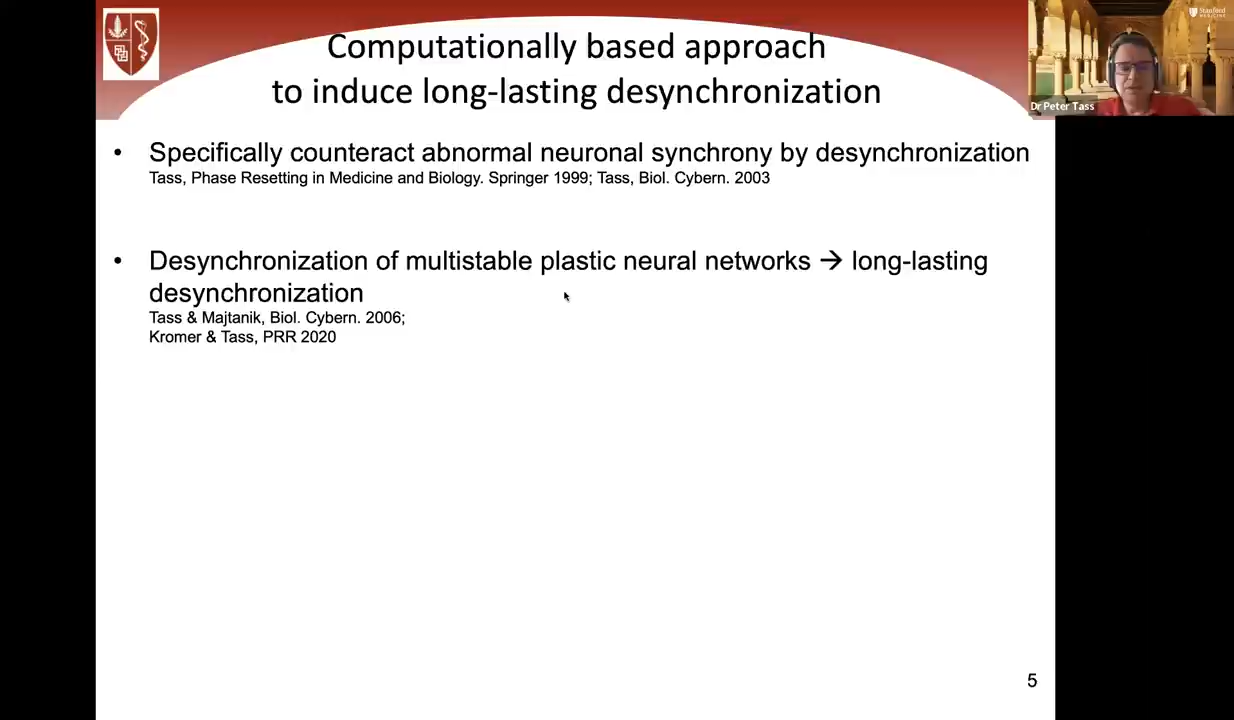 Computationally based approach
to induce long-lasting desynchronization
Stanford
MEDICINE
Dr Peter Tass
• Specifically counteract abnormal neuronal synchrony by desynchronization
Tass, Phase Resetting in Medicine and Biology. Springer 1999; Tass, Biol. Cybern. 2003
• Desynchronization of multistable plastic neural networks → long-lasting
desynchronization
Tass & Majtanik, Biol. Cybern. 2006;
Kromer & Tass, PRR 2020
5